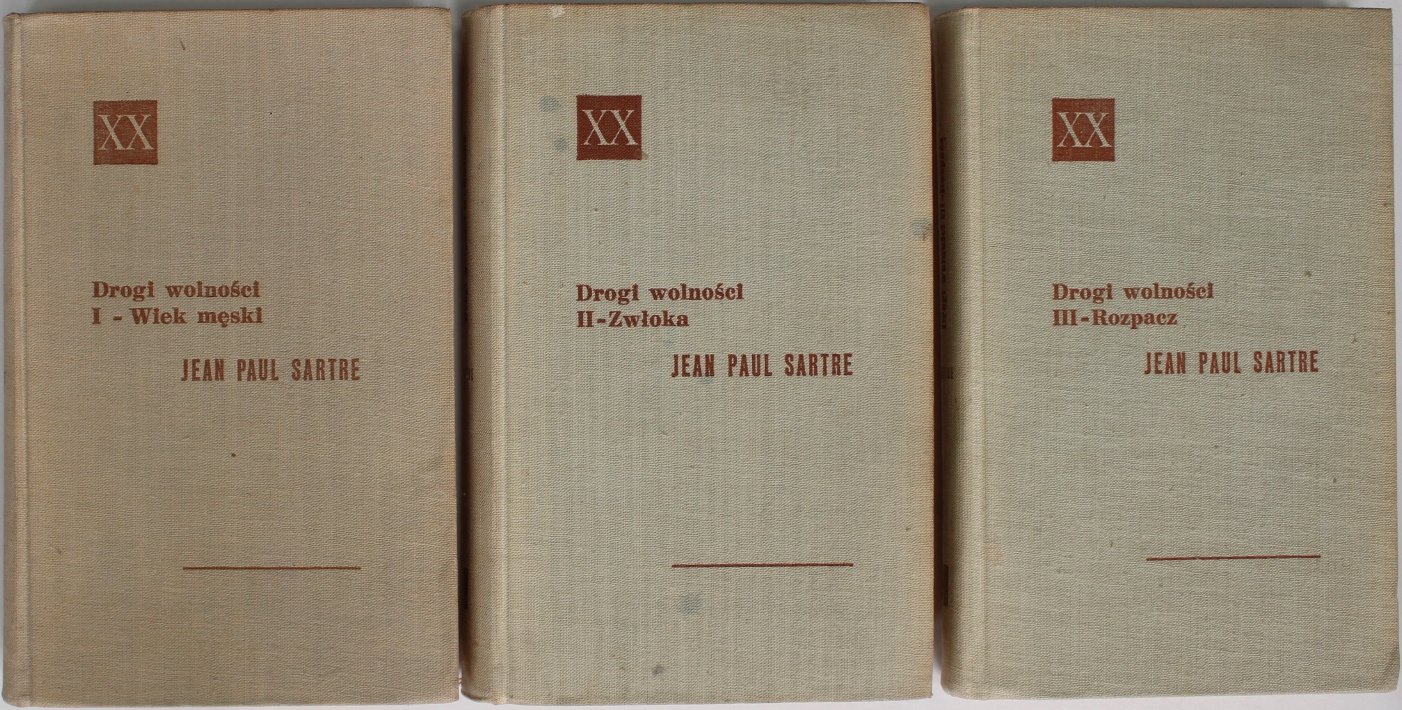 XX
Drogi wolności
I - Wiek męski
JEAN PAUL SARTRE
XX
Drogi wolności
II-Zwłoka
JEAN PAUL SARTRE
XX
Drogi wolności
III-Rozpacz
JEAN PAUL SARTRE